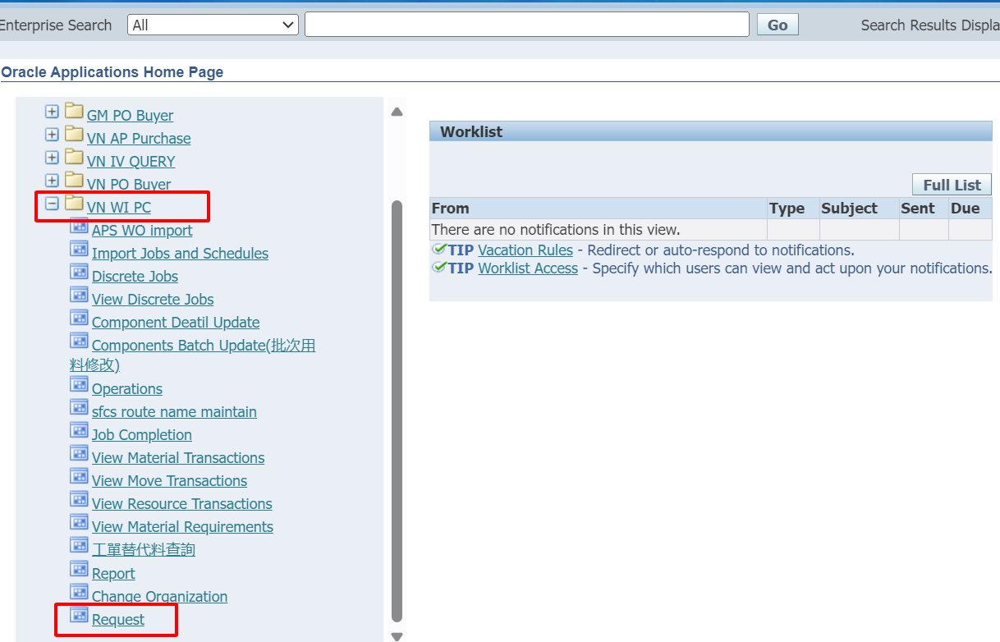 Enterprise Search All Go Search Results Displa
Oracle Applications Home Page
GM PO Buyer
VN AP Purchase
VN IV QUERY
VN PO Buyer
VN WI PC
APS WO import
Import Jobs and Schedules
Discrete Jobs
View Discrete Jobs
Component Deatil Update
Components Batch Update(批次用
料修改)
Operations
sfcs route name maintain
Job Completion
View Material Transactions
View Move Transactions
View Resource Transactions
View Material Requirements
工單替代料查詢
Report
Change Organization
Request
Worklist
Full List
From Type Subject Sent Due
There are no notifications in this view.
TIP Vacation Rules - Redirect or auto-respond to notifications.
TIP Worklist Access - Specify which users can view and act upon your notifications.